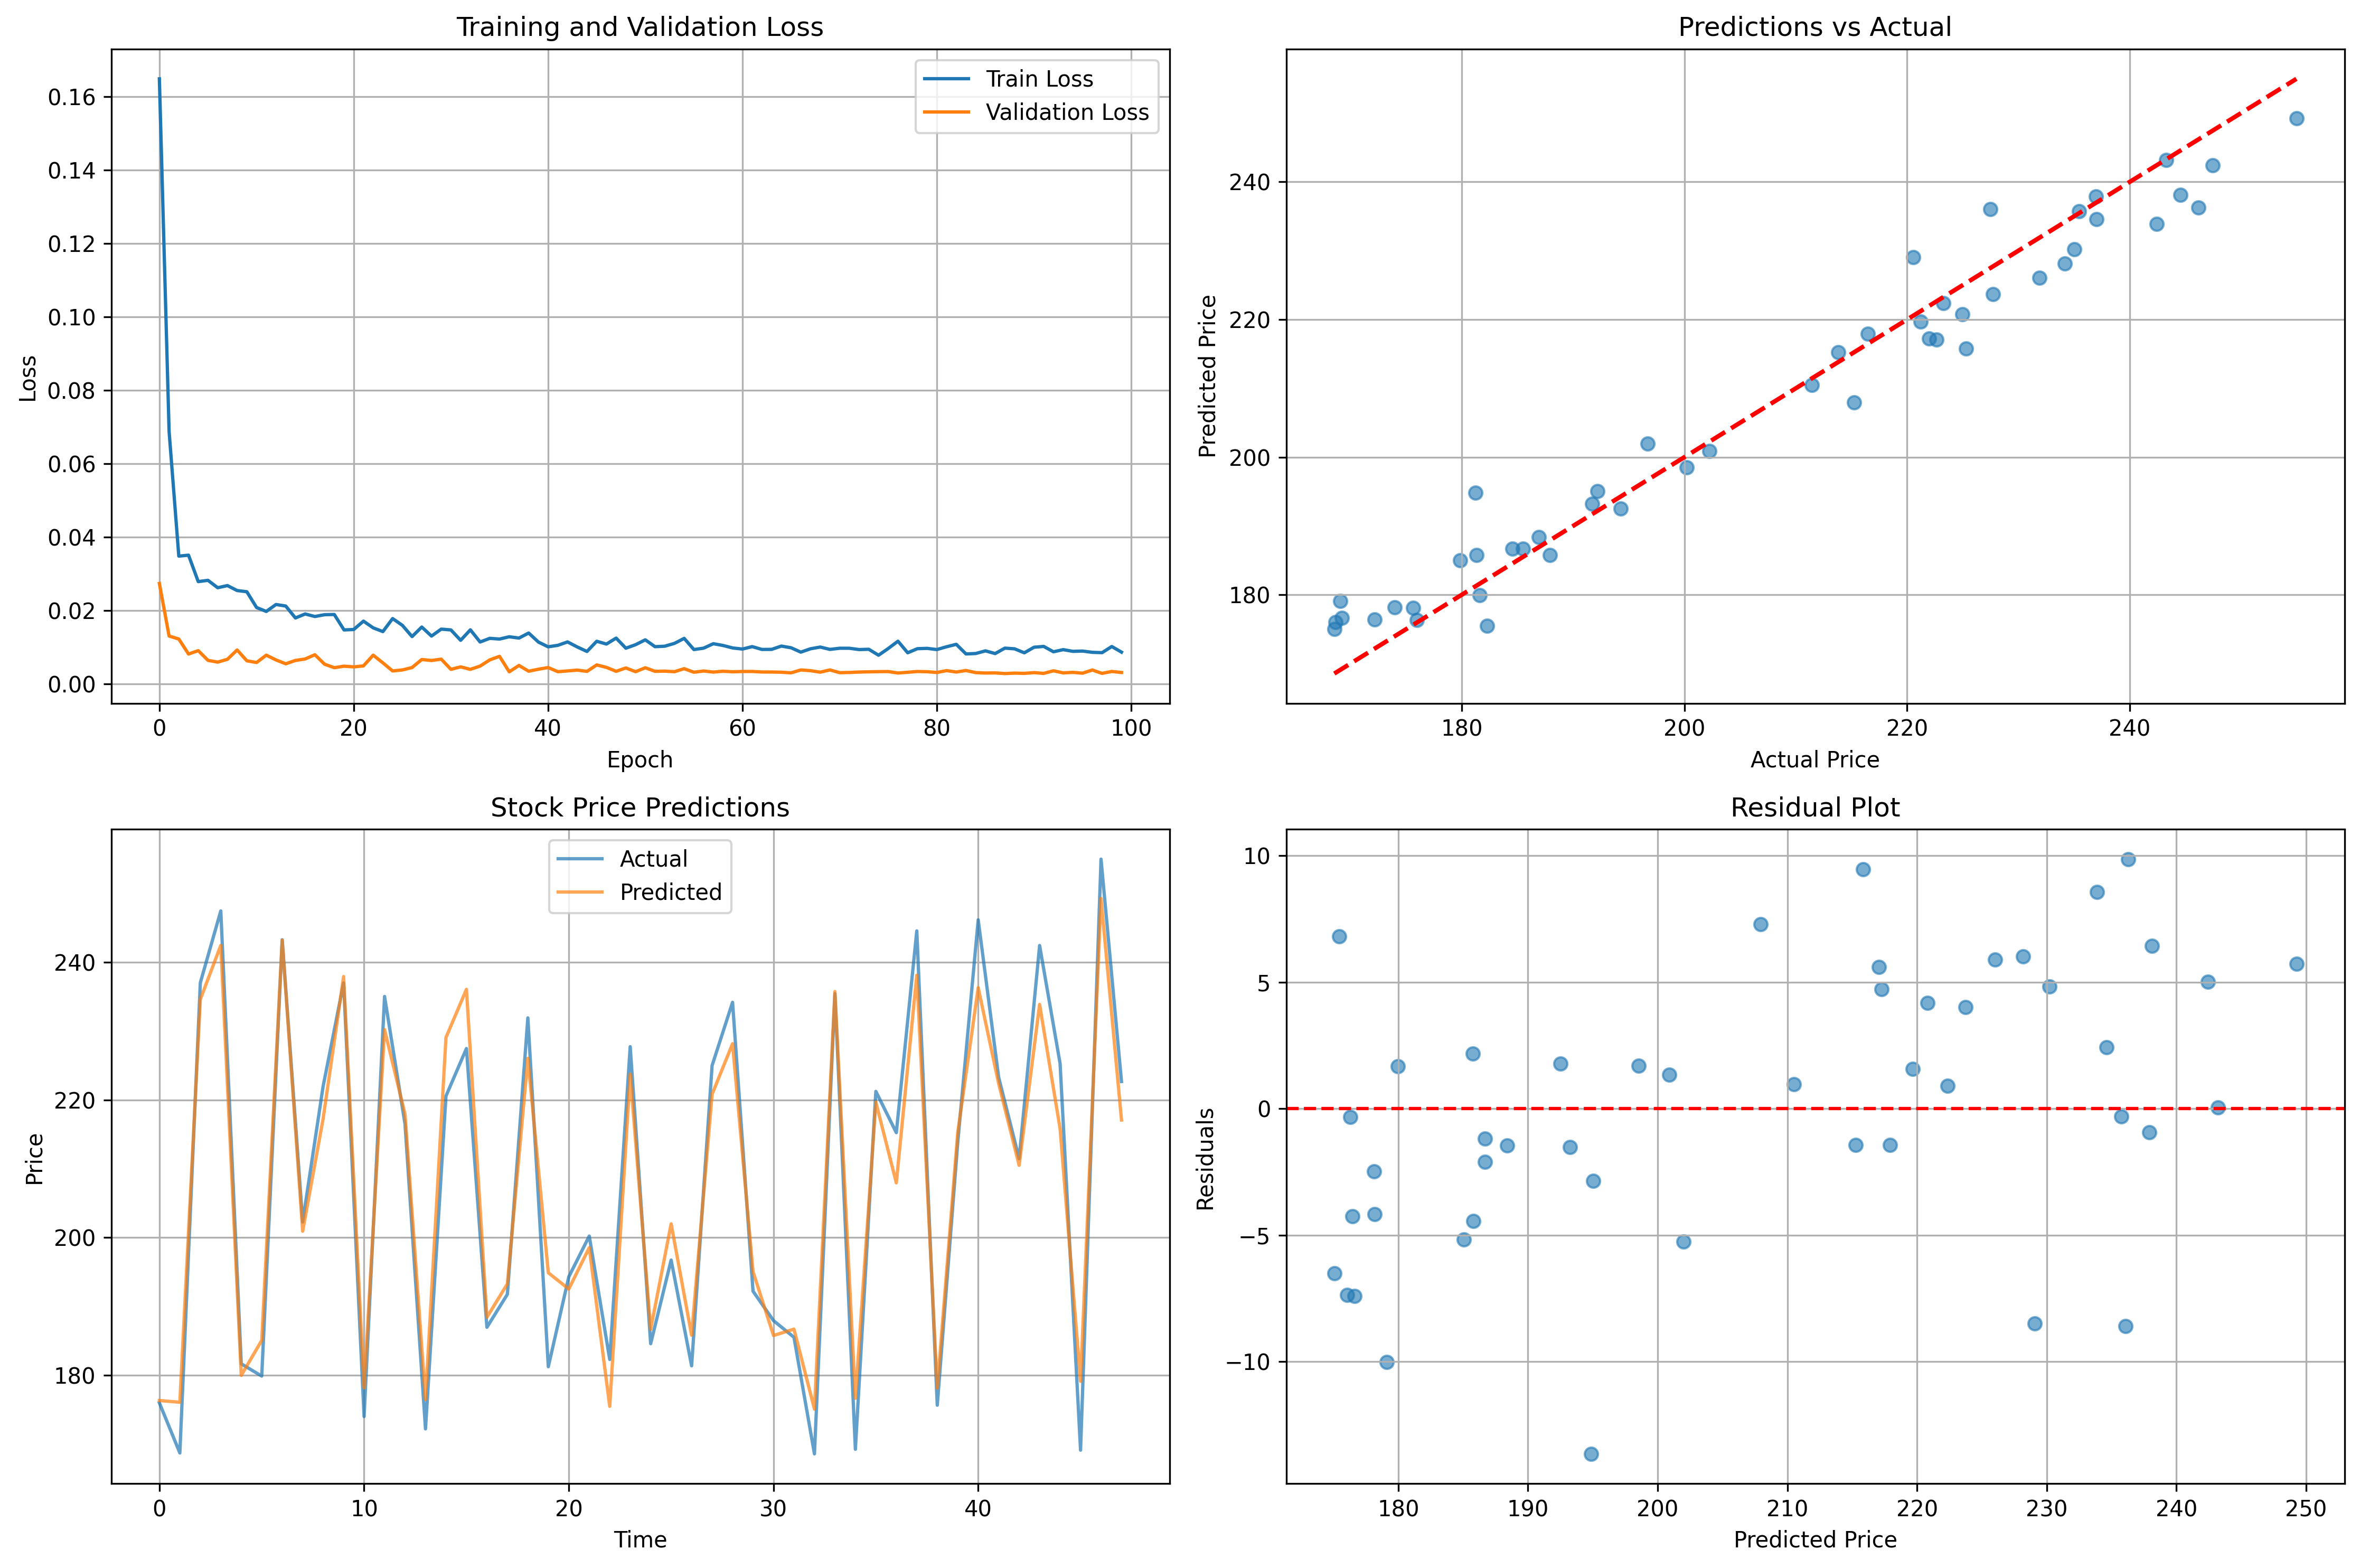 Training and Validation Loss
Train Loss
Validation Loss
0.16
0.14
0.12
0.10
0.08
0.06
0.04
0.02
0.00
Loss
0 20 40 60 80 100
Epoch
Predictions vs Actual
240
220
200
180
Predicted Price
180 200 220 240
Actual Price
Stock Price Predictions
Actual
Predicted
240
220
200
180
Price
0 10 20 30 40
Time
Residual Plot
10
5
0
−5
−10
Residuals
180 190 200 210 220 230 240 250
Predicted Price